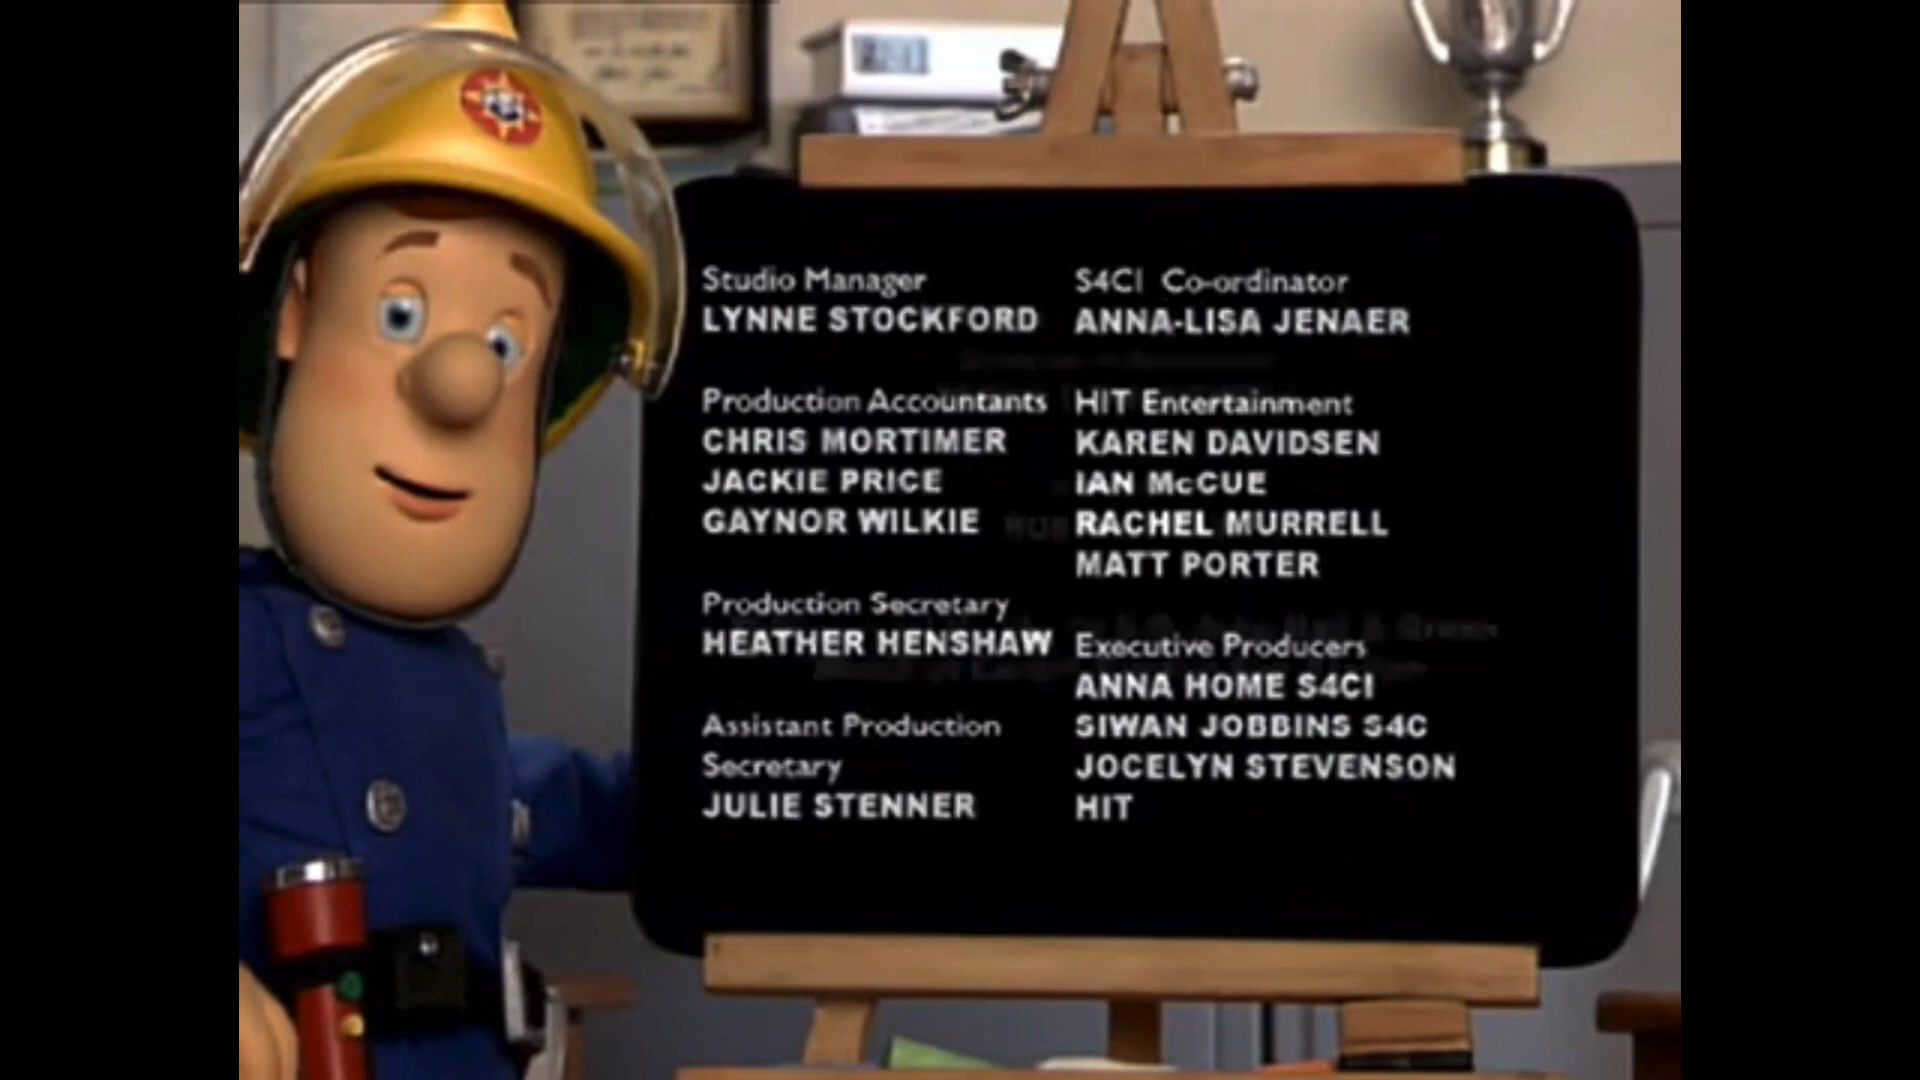 Studio Manager
LYNNE STOCKFORD
Production Accountants
CHRIS MORTIMER
JACKIE PRICE
GAYNOR WILKIE
Production Secretary
HEATHER HENSHAW
Assistant Production
Secretary
JULIE STENNER
S4CI Co-ordinator
ANNA-LISA JENAER
HIT Entertainment
KAREN DAVIDSEN
IAN McCUE
RACHEL MURRELL
MATT PORTER
Executive Producers
ANNA HOME S4CI
SIWAN JOBBINS S4C
JOCELYN STEVENSON
HIT